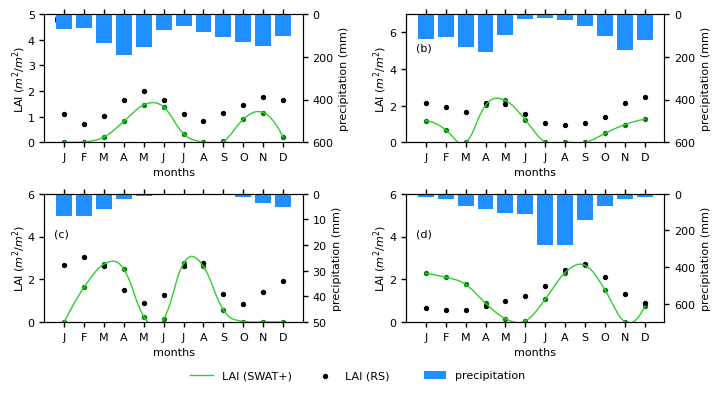 5
4
3
2
1
0
LAI (m²/m²)
0
200
400
600
precipitation (mm)
J F M A M J J A S O N D
months
(b)
6
4
2
0
LAI (m²/m²)
0
200
400
600
precipitation (mm)
J F M A M J J A S O N D
months
(c)
6
4
2
0
LAI (m²/m²)
0
10
20
30
40
50
precipitation (mm)
J F M A M J J A S O N D
months
(d)
6
4
2
0
LAI (m²/m²)
0
200
400
600
precipitation (mm)
J F M A M J J A S O N D
months
LAI (SWAT+) LAI (RS) precipitation